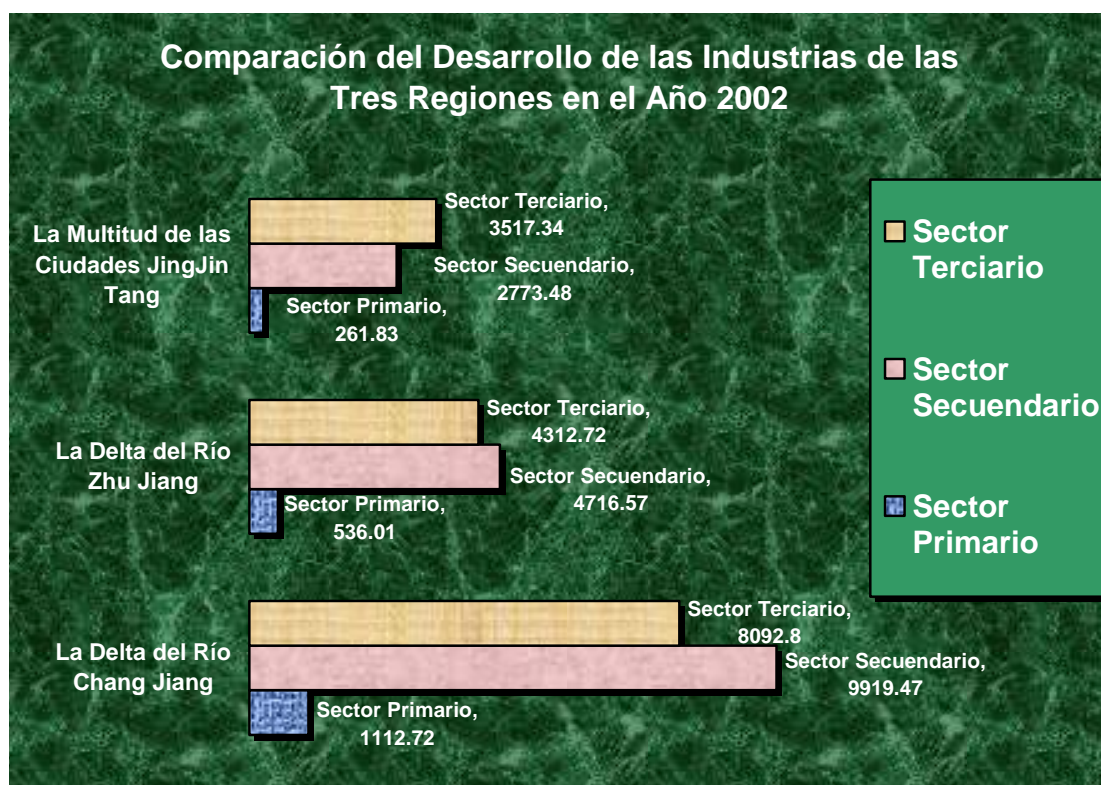 Comparación del Desarrollo de las Industrias de las
Tres Regiones en el Año 2002
La Multitud de las
Ciudades JingJin
Tang
Sector Terciario,
3517.34
Sector Secuendario,
2773.48
Sector Primario,
261.83
La Delta del Río
Zhu Jiang
Sector Terciario,
4312.72
Sector Secuendario,
4716.57
Sector Primario,
536.01
La Delta del Río
Chang Jiang
Sector Terciario,
8092.8
Sector Secuendario,
9919.47
Sector Primario,
1112.72
Sector
Terciario
Sector
Secuendario
Sector
Primario